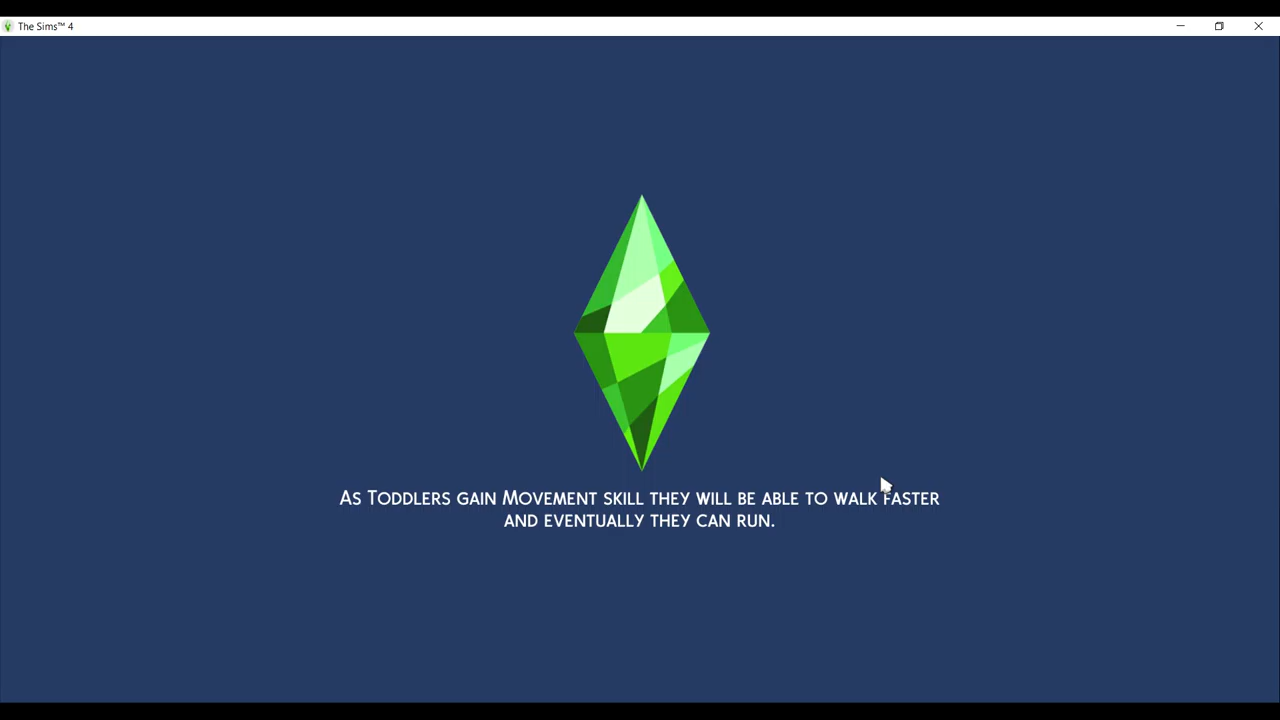 The Sims™ 4
As Toddlers gain Movement skill they will be able to walk faster
and eventually they can run.